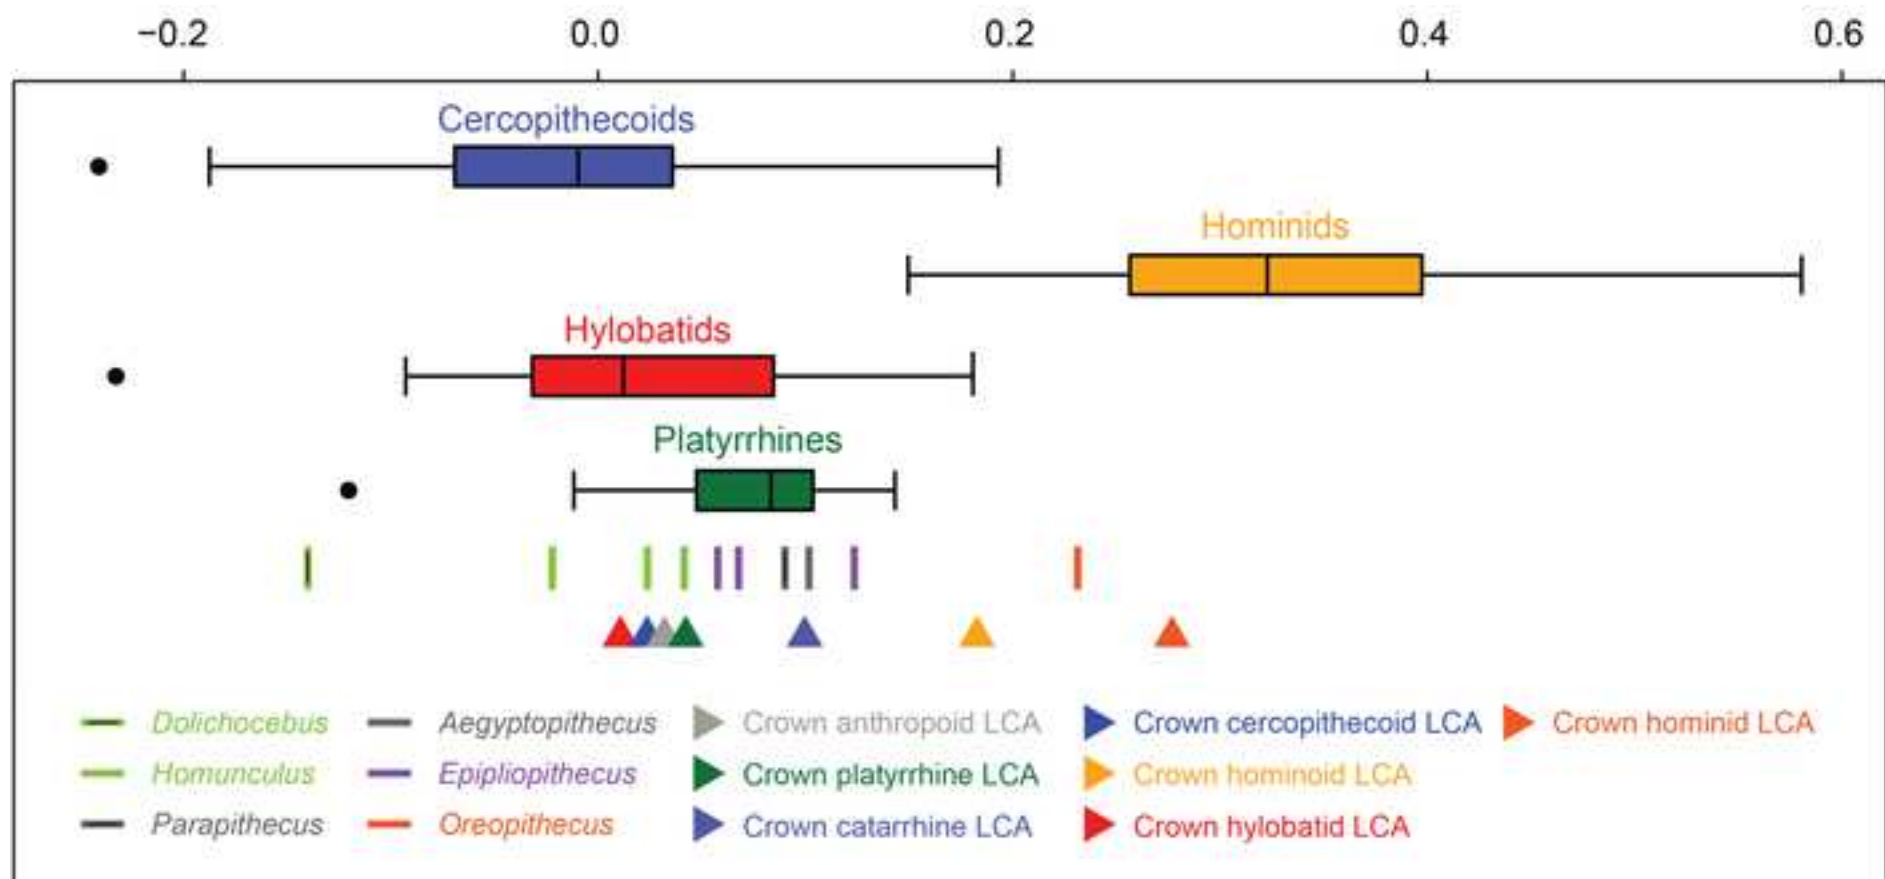 −0.2 0.0 0.2 0.4 0.6
Cercopithecoids
Hominids
Hylobatids
Platyrrhines
Dolichocebus Aegyptopithecus Crown anthropoid LCA Crown cercopithecoid LCA Crown hominid LCA
Homunculus Epipliopithecus Crown platyrrhine LCA Crown hominoid LCA
Parapithecus Oreopithecus Crown catarrhine LCA Crown hylobatid LCA